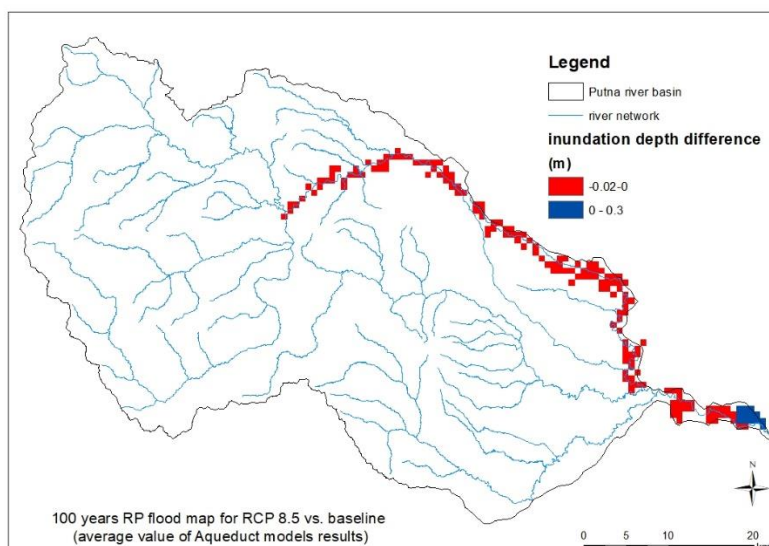 Legend
Putna river basin
river network
inundation depth difference
(m)
-0.02-0
0 - 0.3
N
100 years RP flood map for RCP 8.5 vs. baseline
(average value of Aqueduct models results)
0 5 10 20